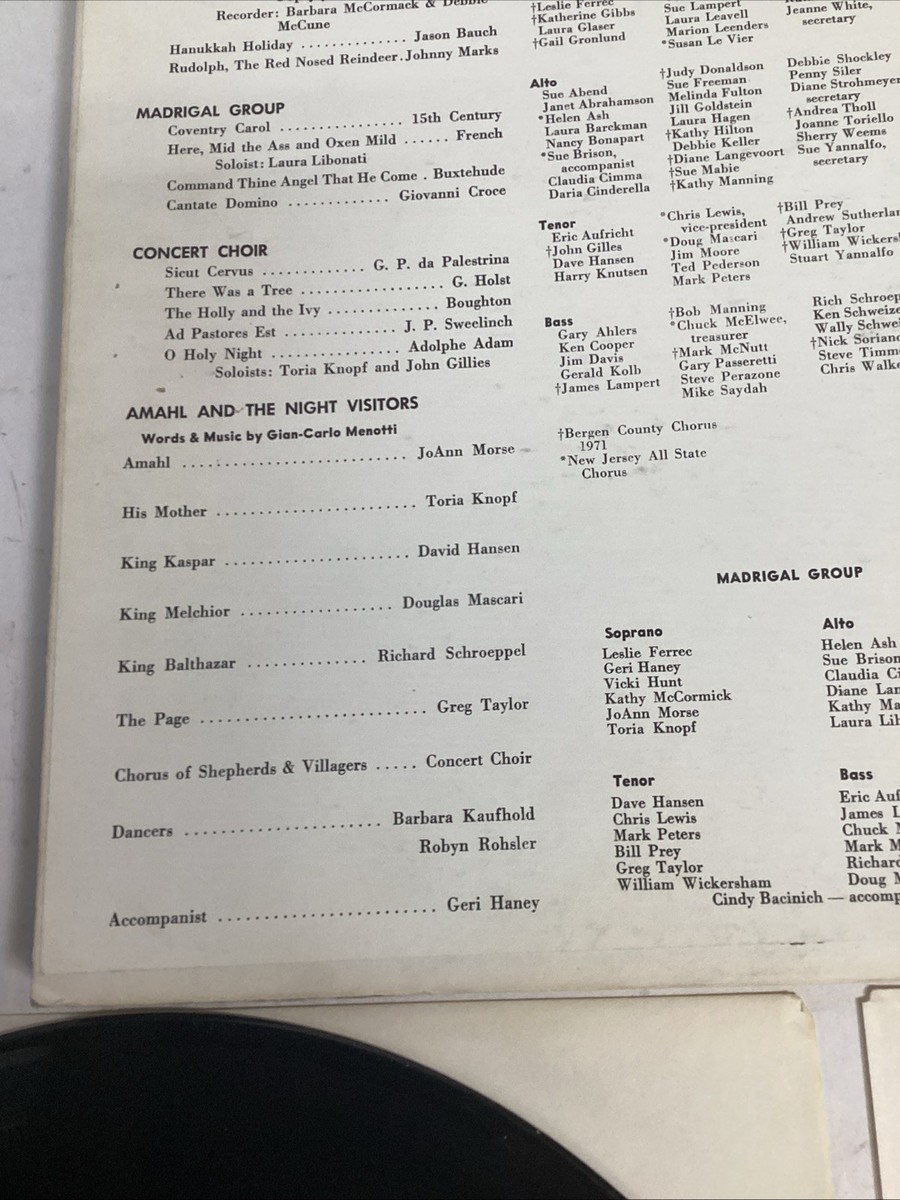 Recorder: Barbara McCormack & Debbie
McCune
Hanukkah Holiday .............. Jason Bauch
Rudolph, The Red Nosed Reindeer.Johnny Marks
MADRIGAL GROUP
Coventry Carol ................ 15th Century
Here, Mid the Ass and Oxen Mild ...... French
Soloist: Laura Libonati
Command Thine Angel That He Come . Buxtehude
Cantate Domino ............. Giovanni Croce
CONCERT CHOIR
Sicut Cervus ............. G. P. da Palestrina
There Was a Tree ................... G. Holst
The Holly and the Ivy ............... Boughton
Ad Pastores Est .............. J. P. Sweelinch
O Holy Night ................ Adolphe Adam
Soloists: Toria Knopf and John Gillies
AMAHL AND THE NIGHT VISITORS
Words & Music by Gian-Carlo Menotti
Amahl ............................ JoAnn Morse
His Mother ......................... Toria Knopf
King Kaspar ....................... David Hansen
King Melchior ................... Douglas Mascari
King Balthazar .............. Richard Schroeppel
The Page ............................ Greg Taylor
Chorus of Shepherds & Villagers ..... Concert Choir
Dancers ........................ Barbara Kaufhold
Robyn Rohsler
Accompanist .......................... Geri Haney
†Leslie Ferrec
†Katherine Gibbs
Laura Glaser
†Gail Gronlund
Sue Lampert
Laura Leavell
Marion Leenders
*Susan Le Vier
Jeanne White,
secretary
Alto
Sue Abend
Janet Abrahamson
*Helen Ash
Laura Barckman
Nancy Bonapart
*Sue Brison,
accompanist
Claudia Cimma
Daria Cinderella
†Judy Donaldson
Sue Freeman
Melinda Fulton
Jill Goldstein
Laura Hagen
†Kathy Hilton
Debbie Keller
†Diane Langevoort
†Sue Mabie
†Kathy Manning
Debbie Shockley
Penny Siler
Diane Strohmeyer
secretary
†Andrea Tholl
Joanne Toriello
Sherry Weems
Sue Yannalfo,
secretary
Tenor
Eric Aufricht
†John Gilles
Dave Hansen
Harry Knutsen
*Chris Lewis,
vice-president
*Doug Mascari
Jim Moore
Ted Pederson
Mark Peters
†Bill Prey
Andrew Sutherlan
†Greg Taylor
†William Wickersh
Stuart Yannalfo
Bass
Gary Ahlers
Ken Cooper
Jim Davis
Gerald Kolb
†James Lampert
†Bob Manning
*Chuck McElwee,
treasurer
†Mark McNutt
Gary Passeretti
Steve Perazone
Mike Saydah
Rich Schroep
Ken Schweize
Wally Schwei
†Nick Soriano
Steve Timm
Chris Walke
†Bergen County Chorus
1971
*New Jersey All State
Chorus
MADRIGAL GROUP
Soprano
Leslie Ferrec
Geri Haney
Vicki Hunt
Kathy McCormick
JoAnn Morse
Toria Knopf
Alto
Helen Ash
Sue Brison
Claudia Ci
Diane Lan
Kathy Ma
Laura Lib
Tenor
Dave Hansen
Chris Lewis
Mark Peters
Bill Prey
Greg Taylor
William Wickersham
Bass
Eric Auf
James L
Chuck M
Mark M
Richard
Doug M
Cindy Bacinich — accomp